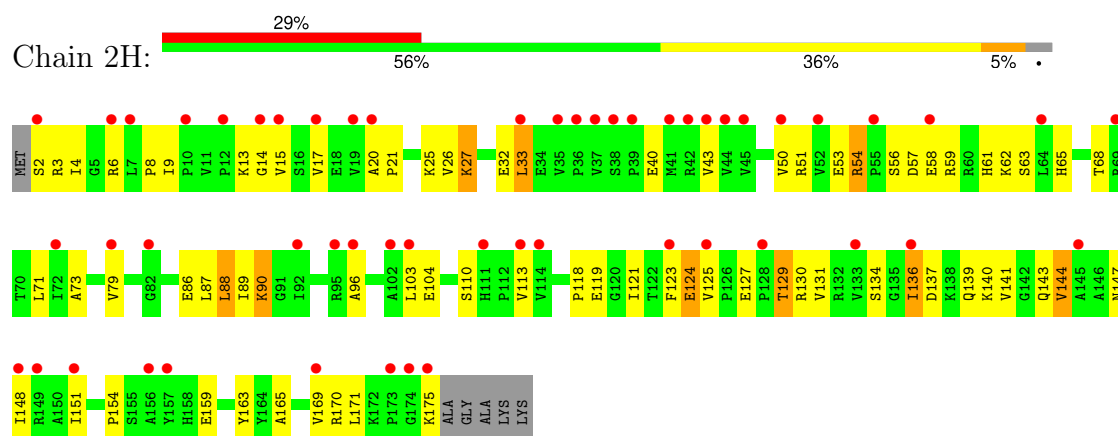 29%
Chain 2H:
56% 36% 5% •
MET S2 R3 I4 G5 R6 L7 P8 I9 P10 V11 P12 K13 G14 V15 S16 V17 E18 V19 A20 P21 K25 V26 K27 E32 L33 E34 V35 P36 V37 S38 P39 E40 M41 R42 V43 V44 V45 V50 R51 V52 E53 R54 P55 S56 D57 E58 R59 R60 H61 K62 S63 L64 H65 T68 R69
T70 L71 I72 A73 V79 G82 E86 L87 L88 I89 K90 G91 I92 R95 A96 A102 L103 E104 S110 H111 P112 V113 V114 P118 E119 G120 I121 T122 F123 E124 V125 P126 E127 P128 T129 R130 V131 R132 V133 S134 G135 I136 D137 K138 Q139 K140 V141 G142 Q143 V144 A145 A146 N147
I148 R149 A150 I151 P154 S155 A156 Y157 H158 E159 Y163 Y164 A165 V169 R170 L171 K172 P173 G174 K175 ALA GLY ALA LYS LYS